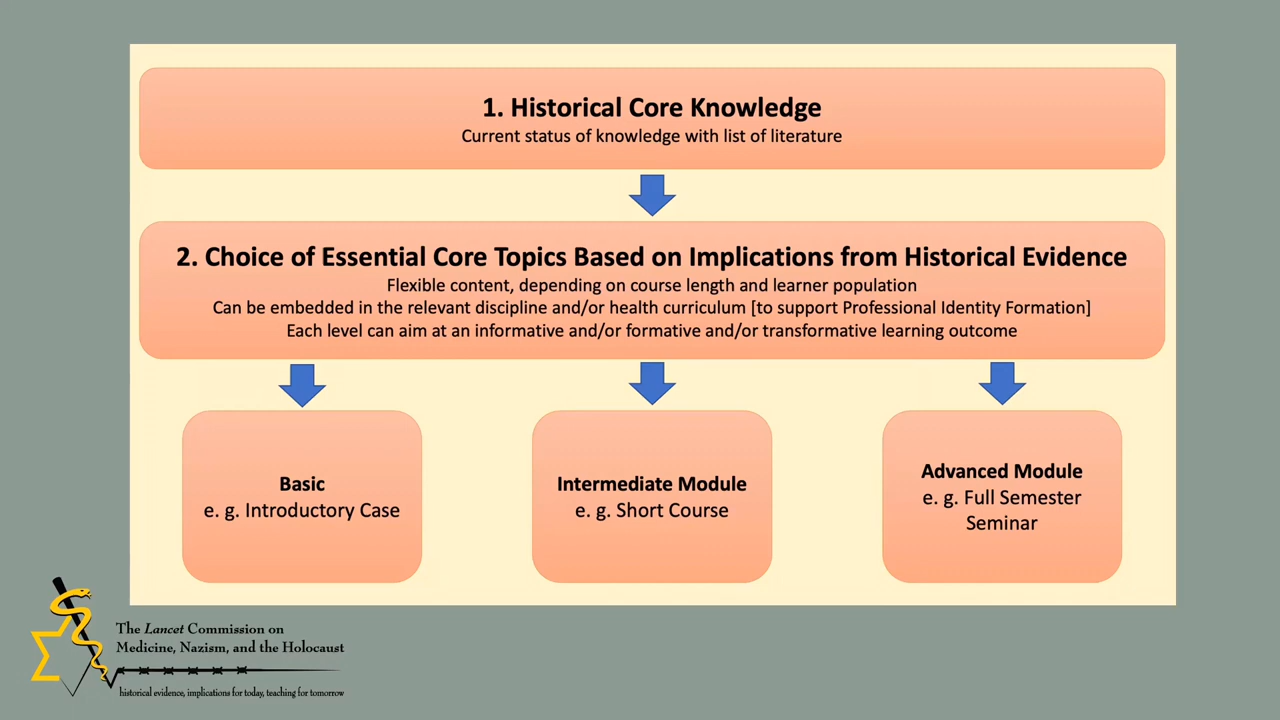 1. Historical Core Knowledge
Current status of knowledge with list of literature
2. Choice of Essential Core Topics Based on Implications from Historical Evidence
Flexible content, depending on course length and learner population
Can be embedded in the relevant discipline and/or health curriculum [to support Professional Identity Formation]
Each level can aim at an informative and/or formative and/or transformative learning outcome
Basic
e. g. Introductory Case
Intermediate Module
e. g. Short Course
Advanced Module
e. g. Full Semester
Seminar
The Lancet Commission on
Medicine, Nazism, and the Holocaust
historical evidence, implications for today, teaching for tomorrow